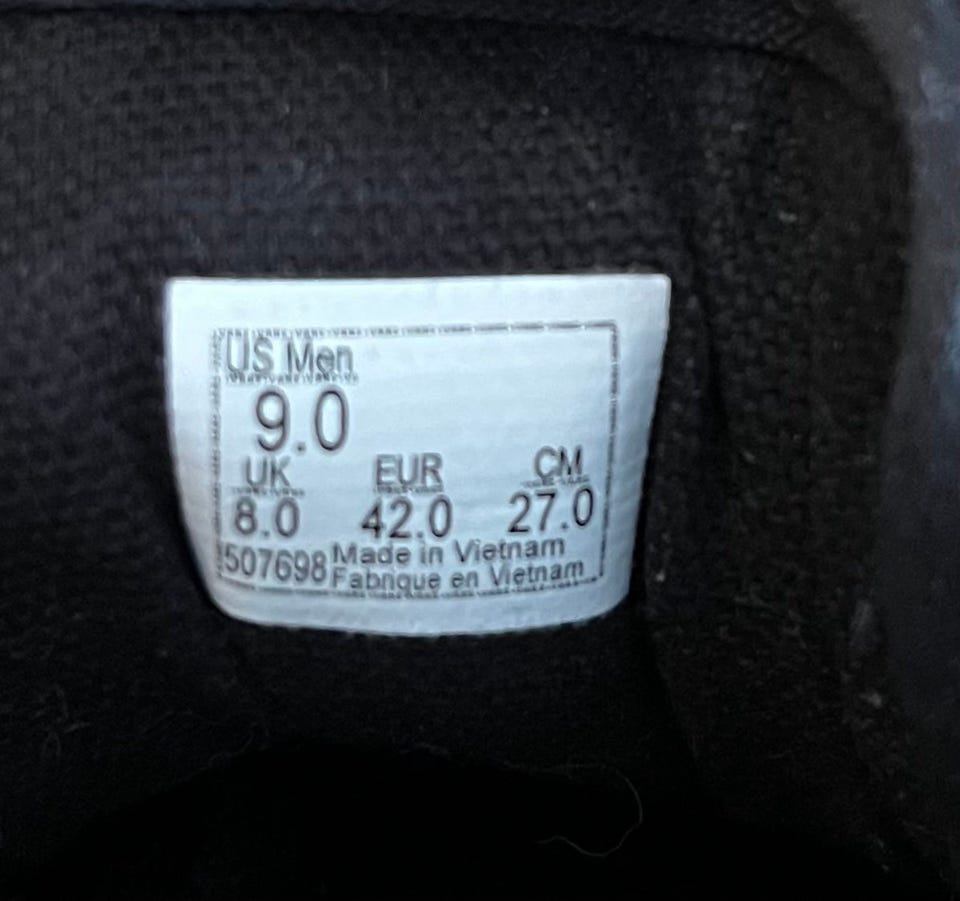 US Men
9.0
UK EUR CM
8.0 42.0 27.0
507698 Made in Vietnam
Fabrique en Vietnam